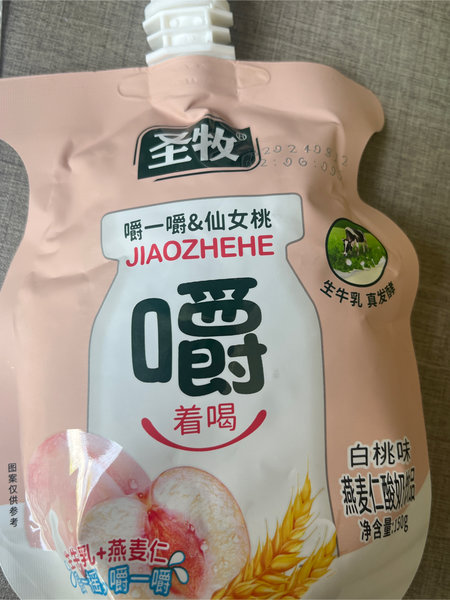 圣牧®
嚼一嚼&仙女桃
JIAOZHEHE
嚼
着喝
生牛乳 真发酵
白桃味
燕麦仁酸奶饮品
净含量:150g
图案仅供参考
生牛乳+燕麦仁
嚼一嚼